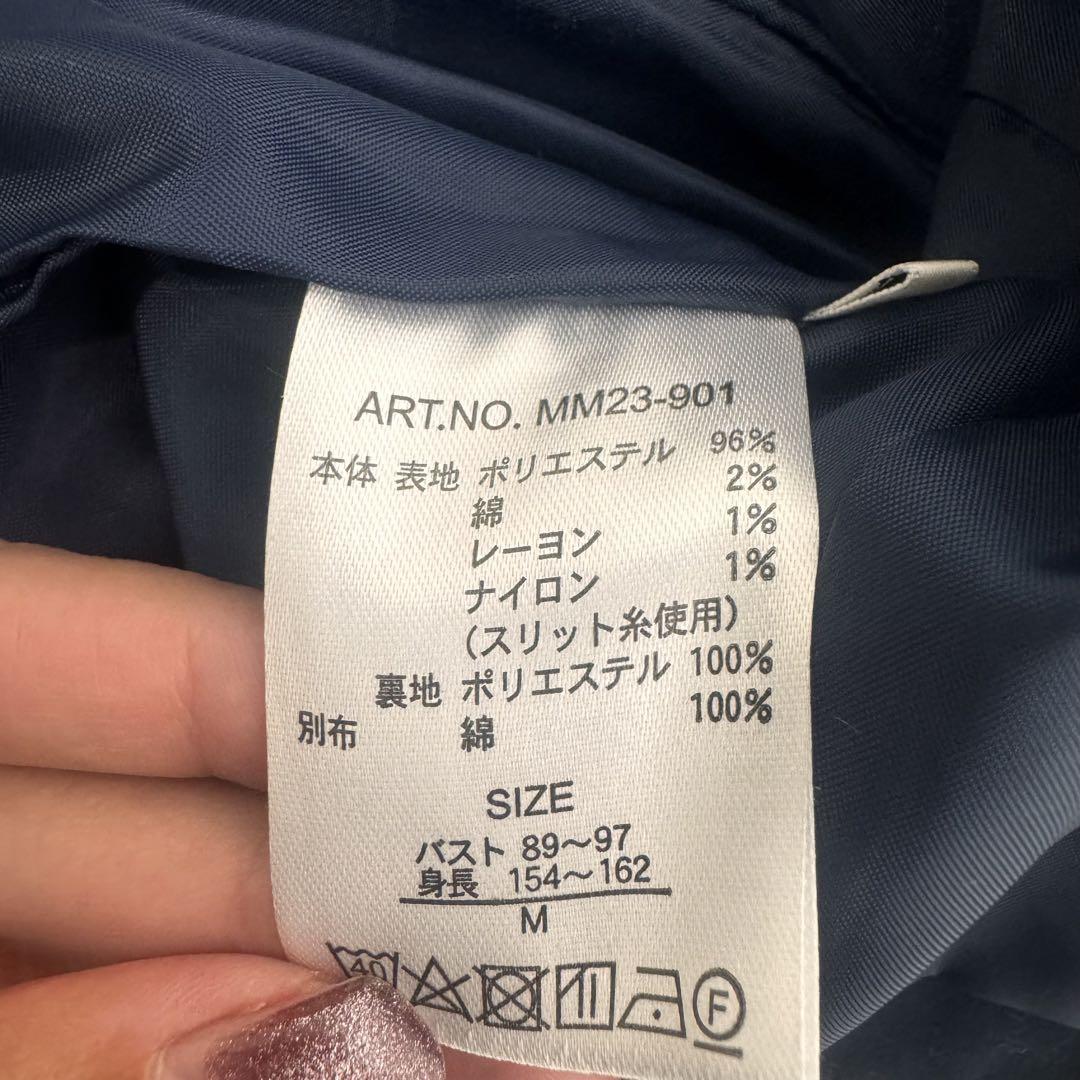 ART.NO. MM23-901
本体 表地 ポリエステル 96%
綿 2%
レーヨン 1%
ナイロン 1%
(スリット糸使用)
裏地 ポリエステル 100%
別布 綿 100%
SIZE
バスト 89～97
身長 154～162
M
40
F